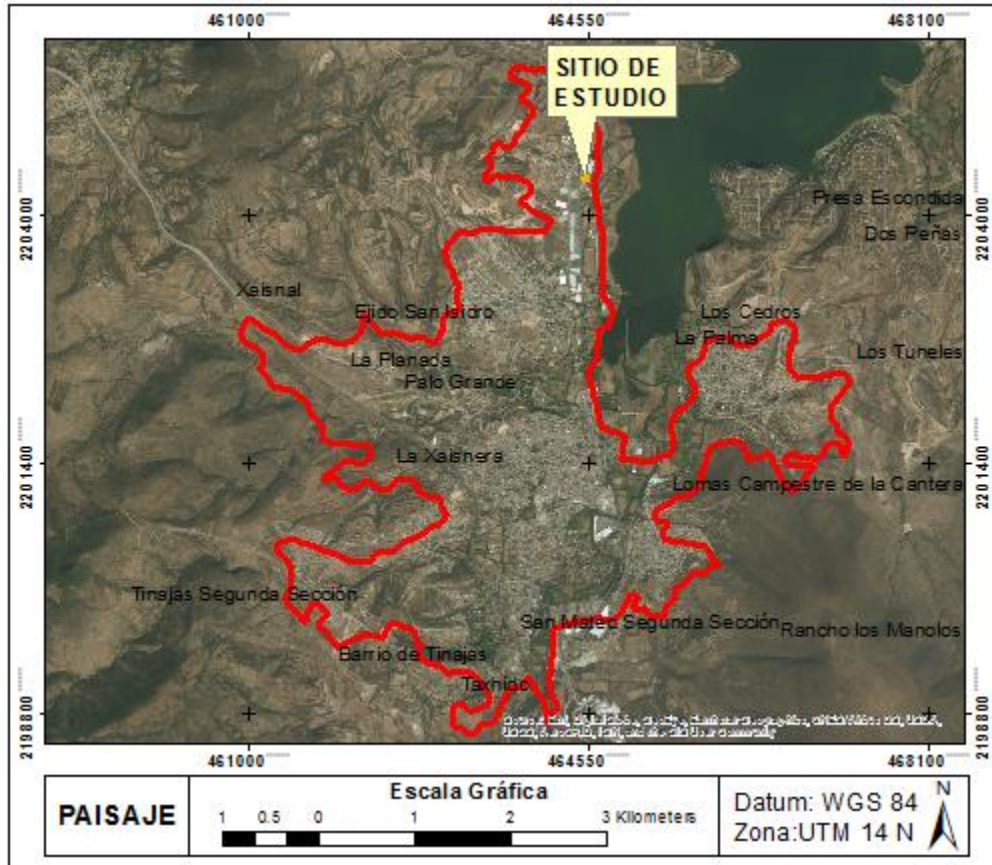 461000 464550 468100
SITIO DE
ESTUDIO
2204000 Presa Escondida 2204000
Dos Peñas
Xaisnal
Ejido San Isidro Los Cedros
La Palma
La Planada Los Tuneles
Palo Grande
La Xaisnera
2201400 2201400
Lomas Campestre de la Cantera
Tinajas Segunda Sección
San Mateo Segunda Sección Rancho los Manolos
Barrio de Tinajas
Taxhido
2198800 2198800
461000 464550 468100
PAISAJE
Escala Gráfica
1 0.5 0 1 2 3 Kilometers
Datum: WGS 84
Zona:UTM 14 N
N